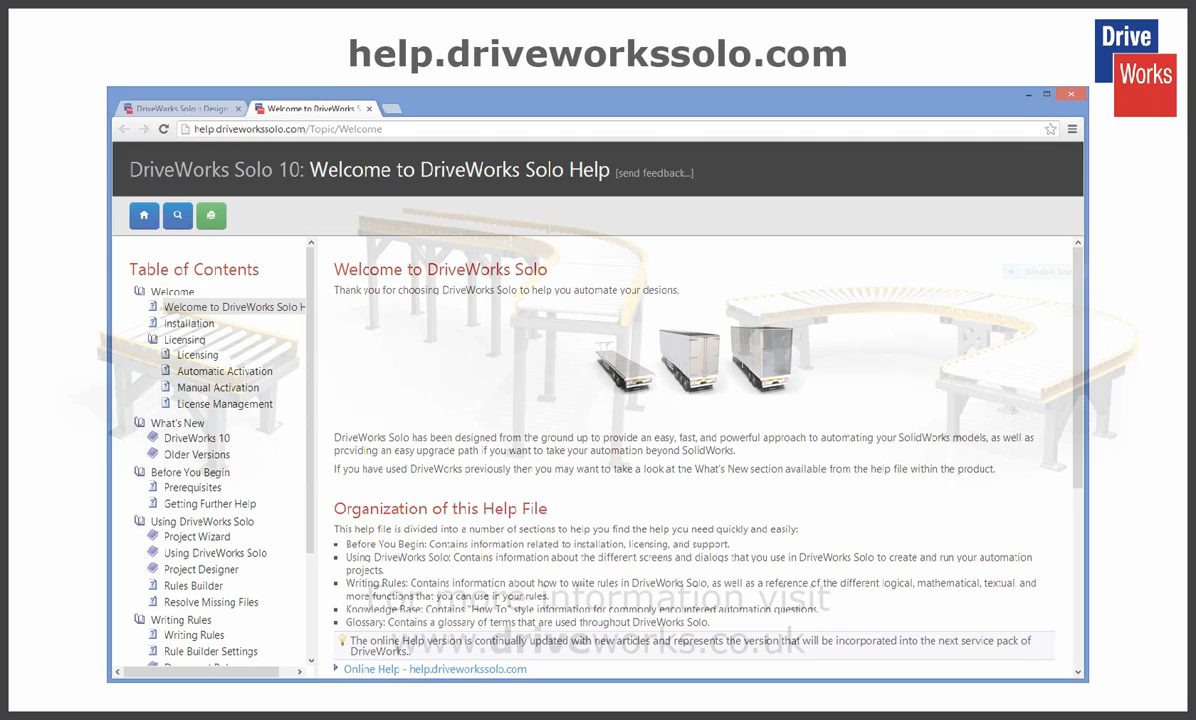 help.driveworkssolo.com
Drive
Works
DriveWorks Solo :: Design
Welcome to DriveWorks S
help.driveworkssolo.com/Topic/Welcome
DriveWorks Solo 10: Welcome to DriveWorks Solo Help [send feedback...]
Table of Contents
Welcome
Welcome to DriveWorks Solo H
Installation
Licensing
Licensing
Automatic Activation
Manual Activation
License Management
What's New
DriveWorks 10
Older Versions
Before You Begin
Prerequisites
Getting Further Help
Using DriveWorks Solo
Project Wizard
Using DriveWorks Solo
Project Designer
Rules Builder
Resolve Missing Files
Writing Rules
Writing Rules
Rule Builder Settings
Welcome to DriveWorks Solo
Thank you for choosing DriveWorks Solo to help you automate your designs.
DriveWorks Solo has been designed from the ground up to provide an easy, fast, and powerful approach to automating your SolidWorks models, as well as
providing an easy upgrade path if you want to take your automation beyond SolidWorks.
If you have used DriveWorks previously then you may want to take a look at the What's New section available from the help file within the product.
Organization of this Help File
This help file is divided into a number of sections to help you find the help you need quickly and easily:
Before You Begin: Contains information related to installation, licensing, and support.
Using DriveWorks Solo: Contains information about the different screens and dialogs that you use in DriveWorks Solo to create and run your automation
projects.
Writing Rules: Contains information about how to write rules in DriveWorks Solo, as well as a reference of the different logical, mathematical, textual, and
more functions that you can use in your rules.
Knowledge Base: Contains "How To" style information for commonly encountered automation questions.
Glossary: Contains a glossary of terms that are used throughout DriveWorks Solo.
The online Help version is continually updated with new articles and represents the version that will be incorporated into the next service pack of
DriveWorks.
Online Help - help.driveworkssolo.com
For more information visit
www.driveworks.co.uk